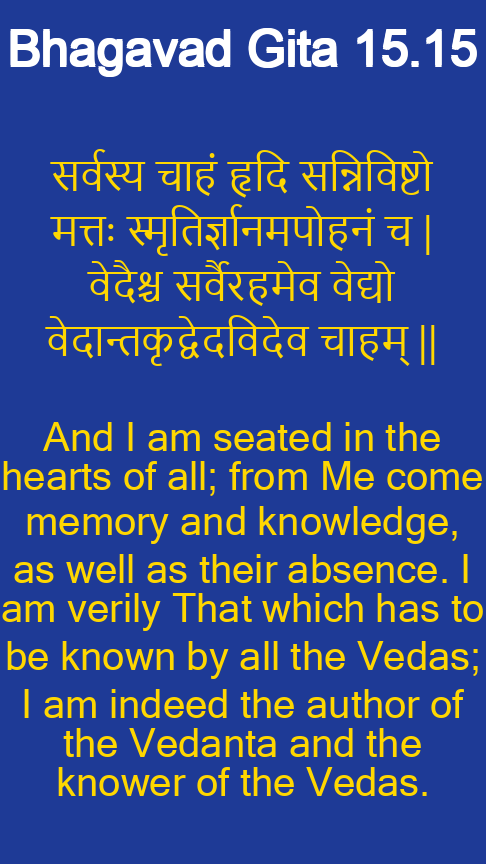 Bhagavad Gita 15.15
सर्वस्य चाहं हृदि सन्निविष्टो
मत्तः स्मृतिर्ज्ञानमपोहनं च |
वेदैश्च सर्वैरहमेव वेद्यो
वेदान्तकृद्वेदविदेव चाहम् ||
And I am seated in the
hearts of all; from Me come
memory and knowledge,
as well as their absence. I
am verily That which has to
be known by all the Vedas;
I am indeed the author of
the Vedanta and the
knower of the Vedas.